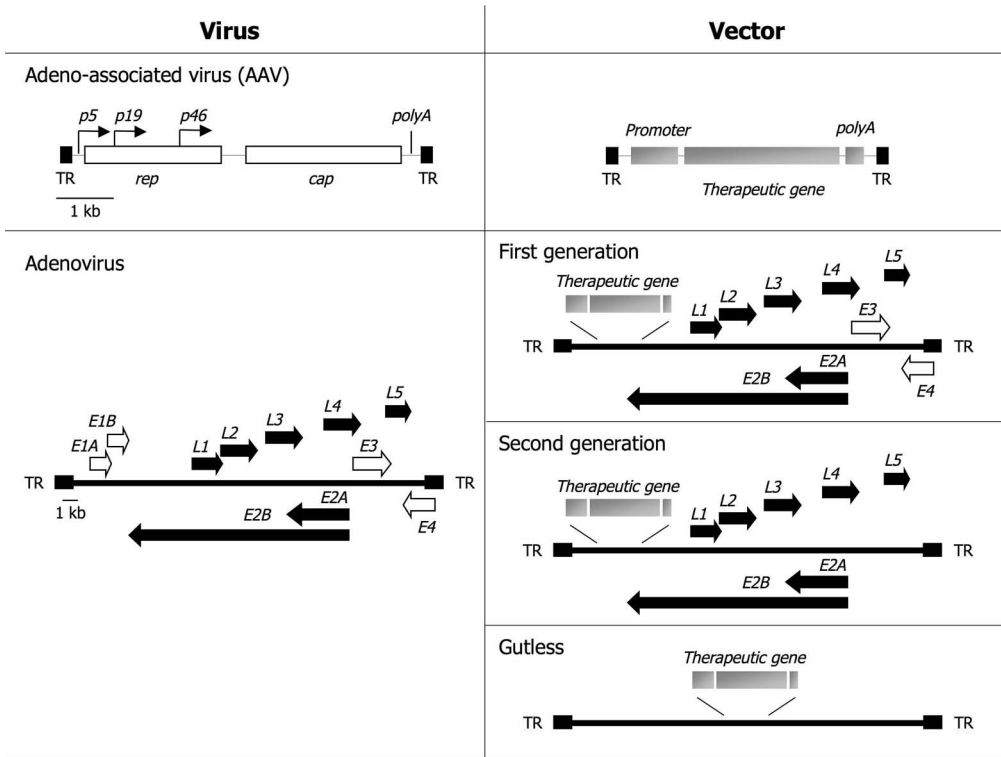 Virus
Vector
Adeno-associated virus (AAV)
p5 p19 p46 polyA
TR TR
rep cap
1 kb
Promoter polyA
TR TR
Therapeutic gene
Adenovirus
E1A E1B L1 L2 L3 L4 L5
E3
TR TR
1 kb
E2A
E2B
E4
First generation
Therapeutic gene
L1 L2 L3 L4 L5
E3
TR TR
E2A
E2B
E4
Second generation
Therapeutic gene
L1 L2 L3 L4 L5
TR TR
E2A
E2B
Gutless
Therapeutic gene
TR TR